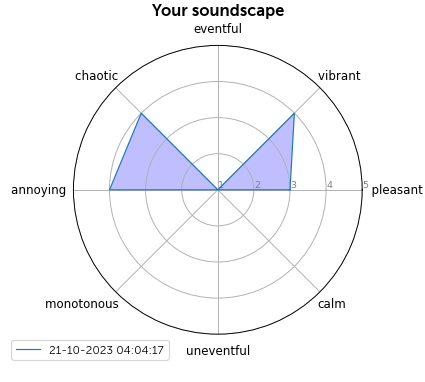 Your soundscape
eventful
chaotic
vibrant
annoying
1 2 3 4 5
pleasant
monotonous
calm
uneventful
21-10-2023 04:04:17